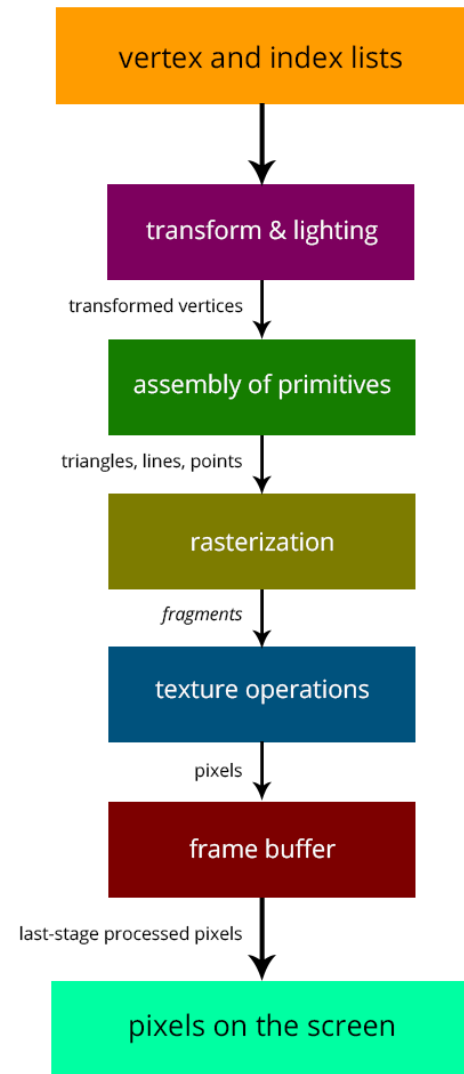 vertex and index lists
transform & lighting
transformed vertices
assembly of primitives
triangles, lines, points
rasterization
fragments
texture operations
pixels
frame buffer
last-stage processed pixels
pixels on the screen